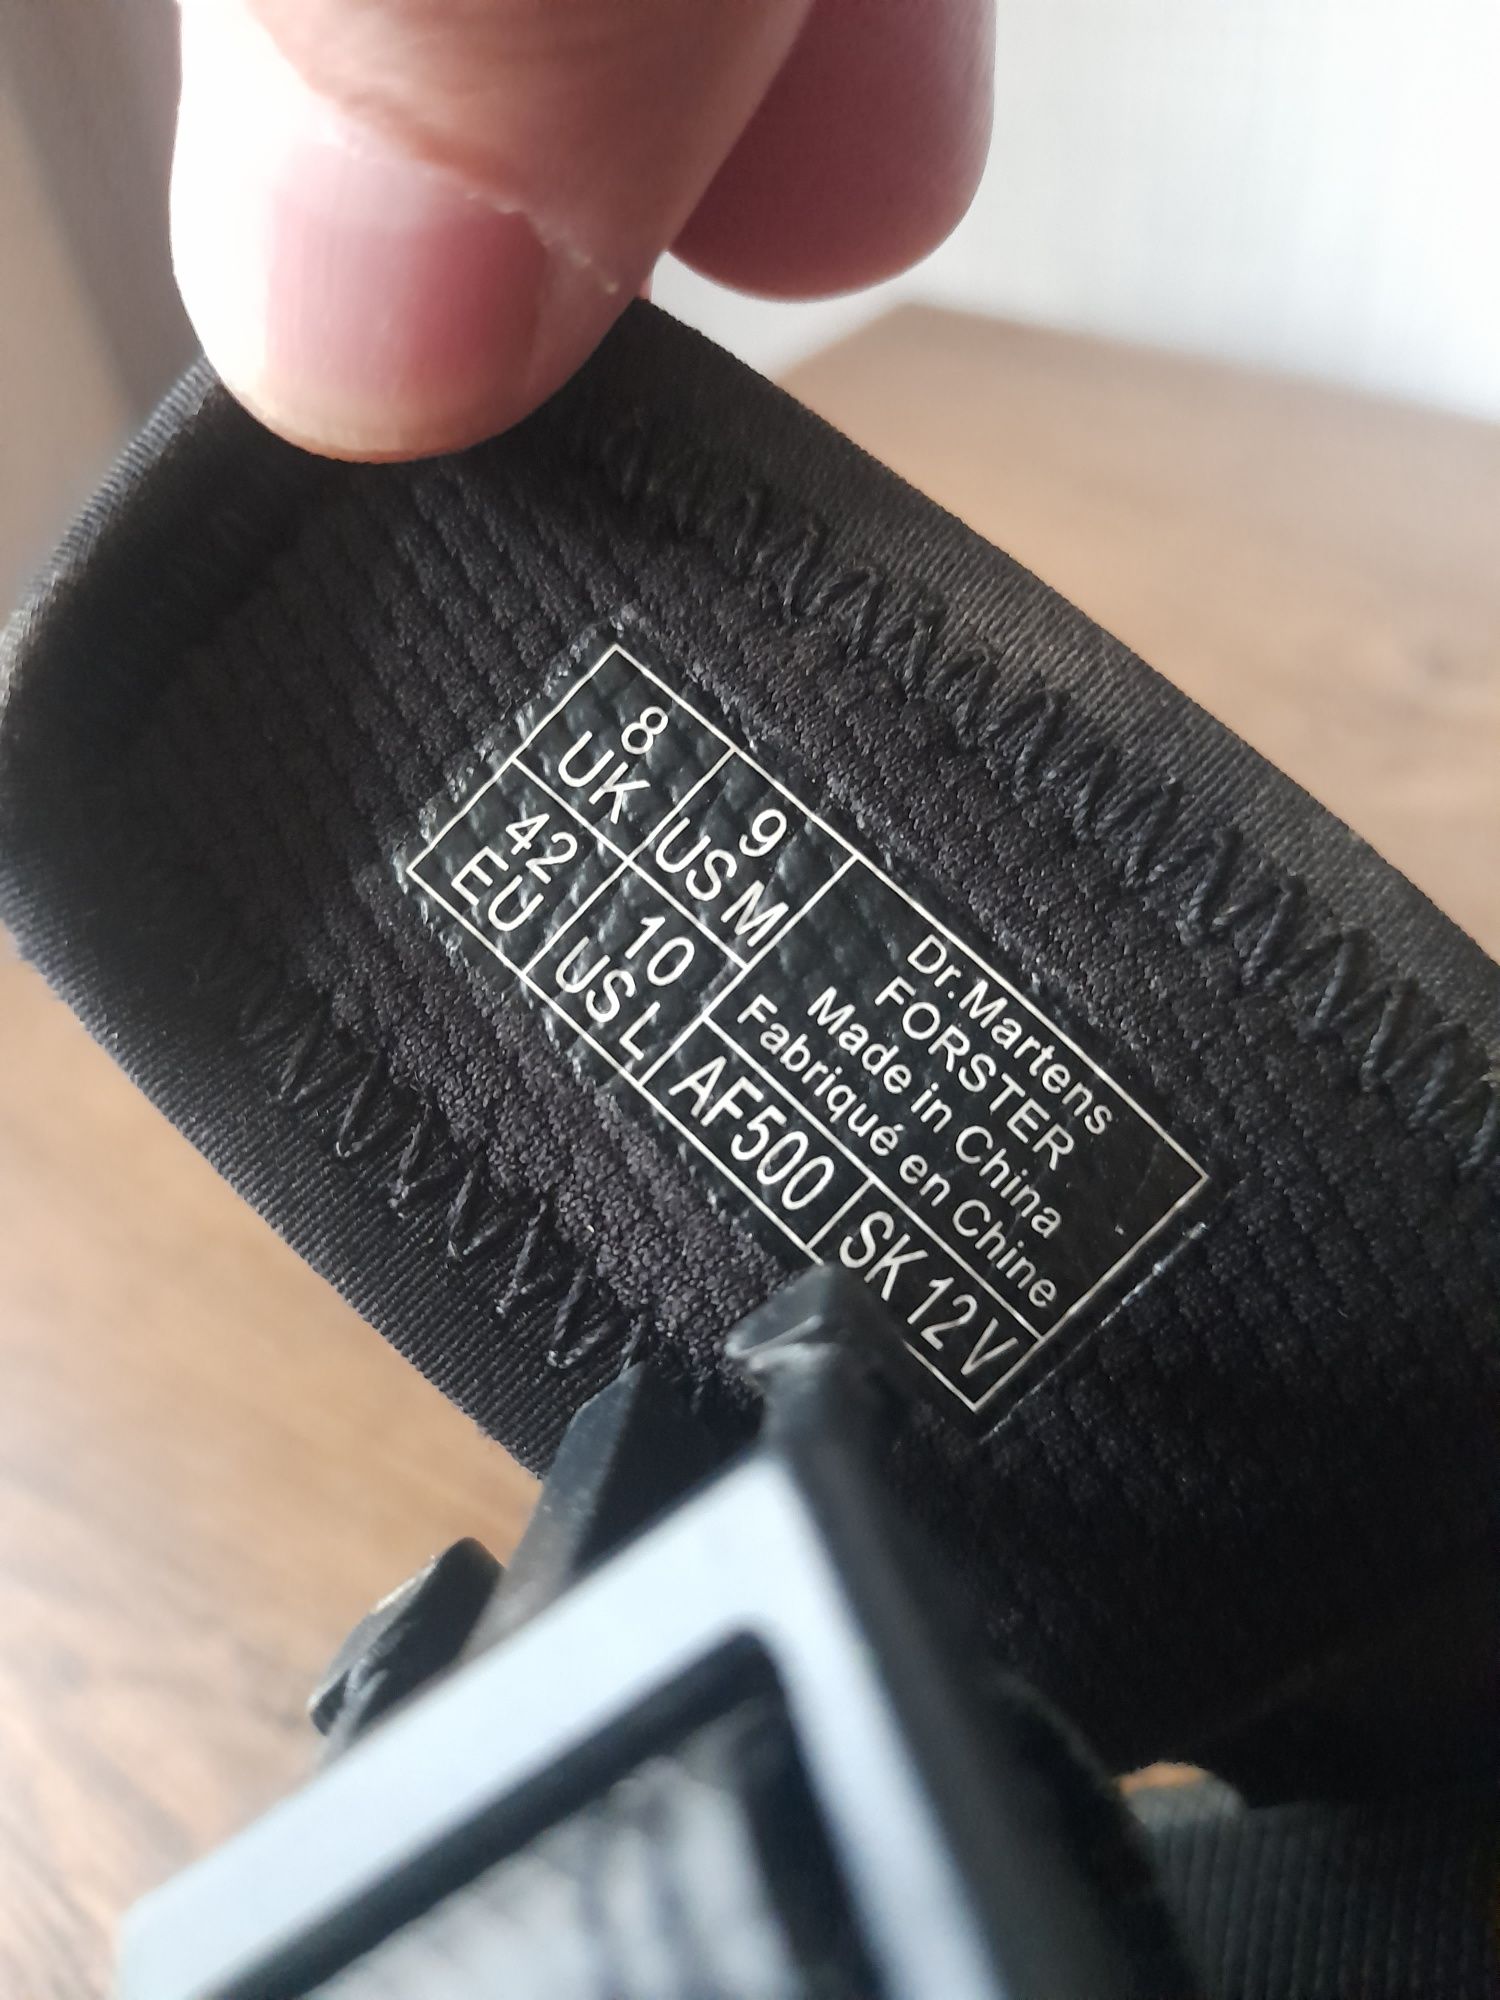 8
UK
9
US M
42
EU
10
US L
Dr.Martens
FORSTER
Made in China
Fabriqué en Chine
AF500
SK 12 V